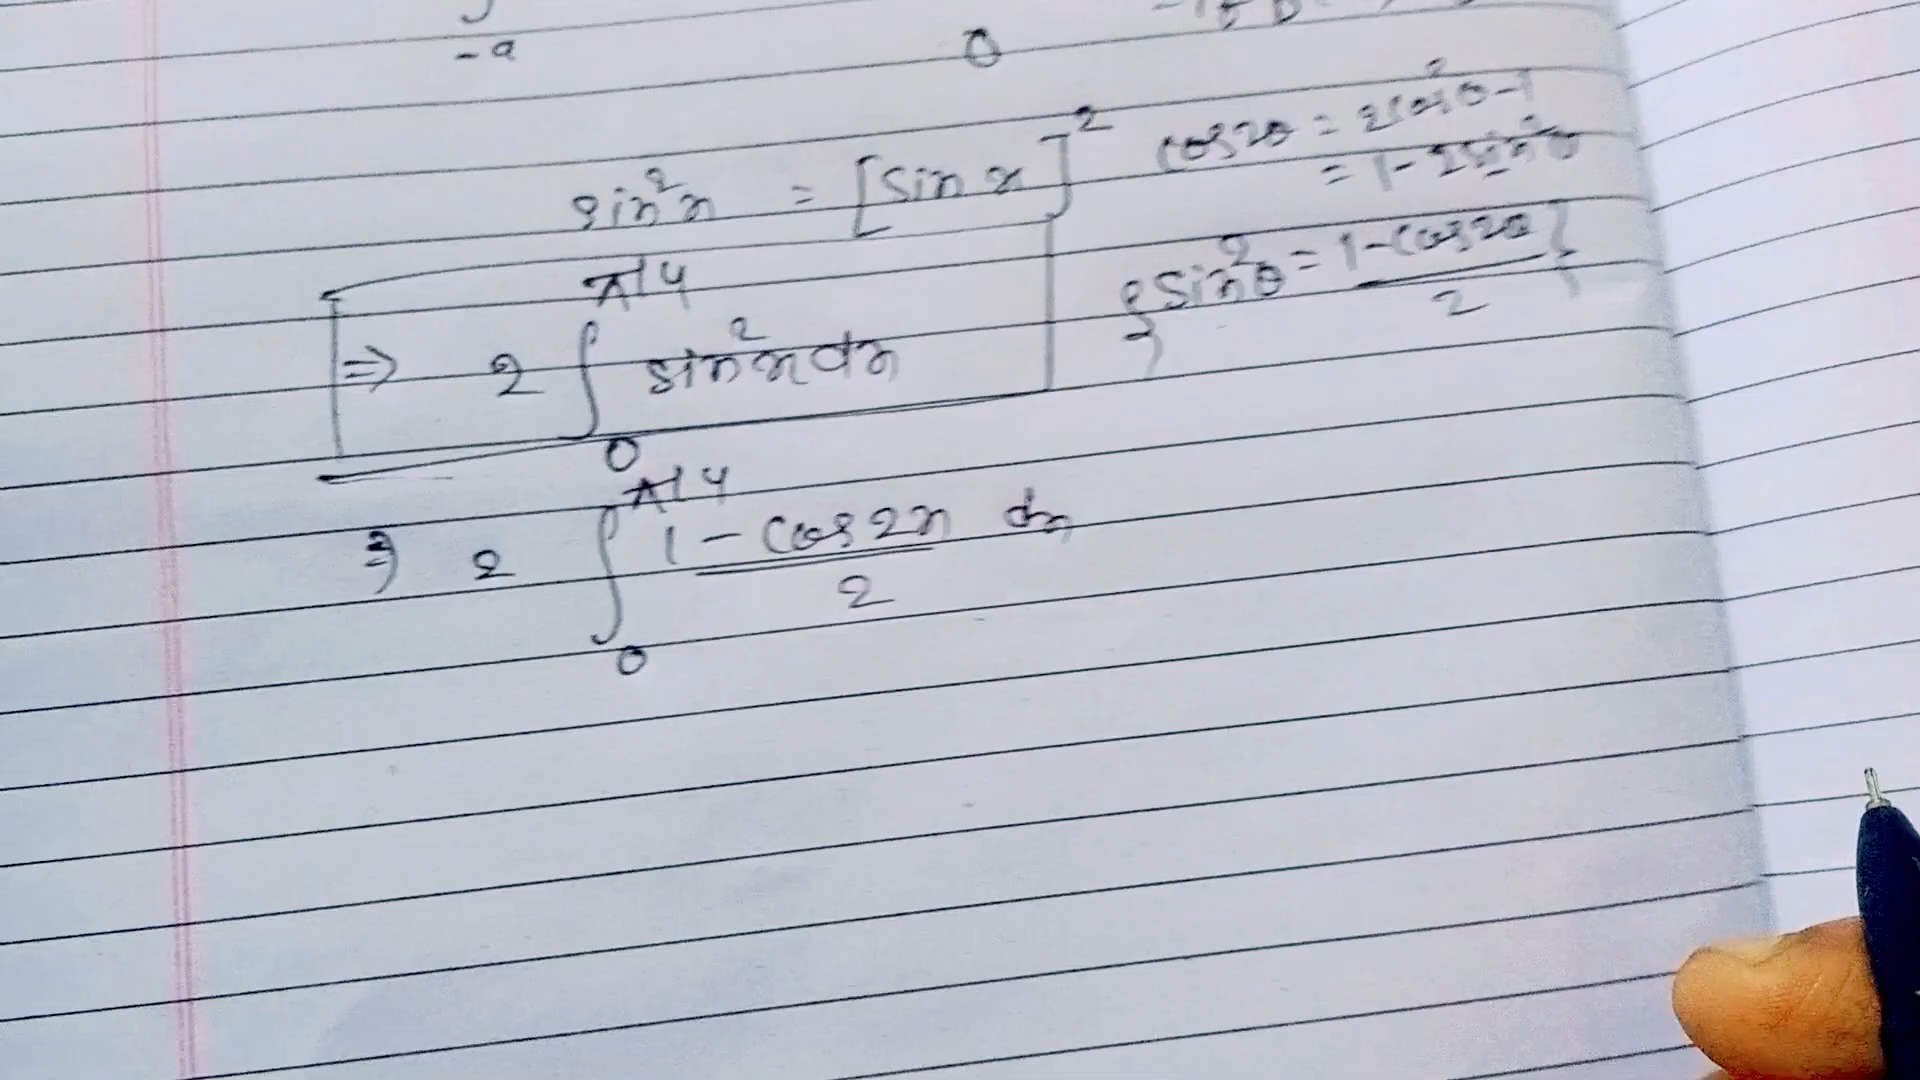 -a
0
sin²x = [sin x]²
cos2θ = 2cos²θ-1
= 1-2sin²θ
{sin²θ = 1-cos2θ / 2}
π/4
⇒ 2 ∫ sin²x dx
0
π/4
⇒ 2 ∫ 1-cos2x / 2 dx
0